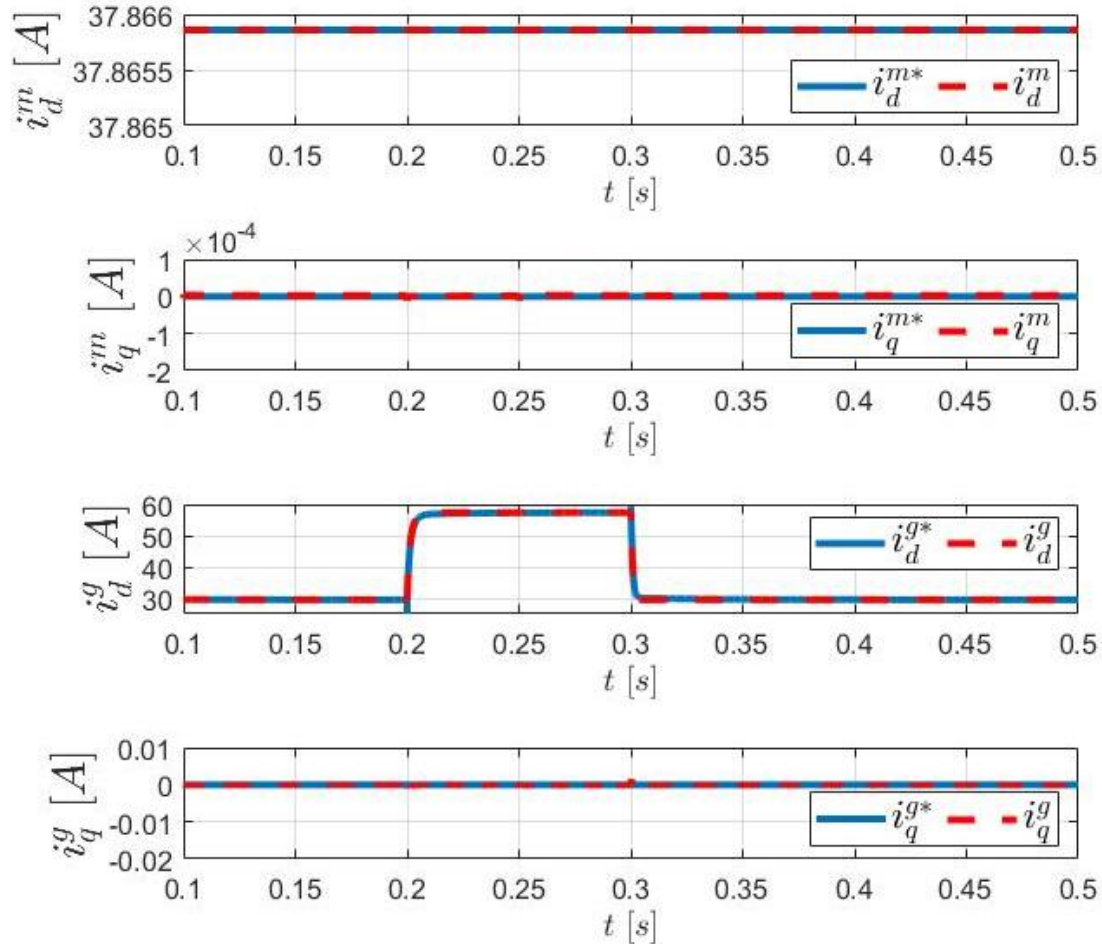 37.866
37.8655
37.865
i_d^m [A]
i_d^{m*} i_d^m
0.1 0.15 0.2 0.25 0.3 0.35 0.4 0.45 0.5
t [s]
×10^{-4}
1
0
-1
-2
i_q^m [A]
i_q^{m*} i_q^m
0.1 0.15 0.2 0.25 0.3 0.35 0.4 0.45 0.5
t [s]
60
50
40
30
i_d^g [A]
i_d^{g*} i_d^g
0.1 0.15 0.2 0.25 0.3 0.35 0.4 0.45 0.5
t [s]
0.01
0
-0.01
-0.02
i_q^g [A]
i_q^{g*} i_q^g
0.1 0.15 0.2 0.25 0.3 0.35 0.4 0.45 0.5
t [s]